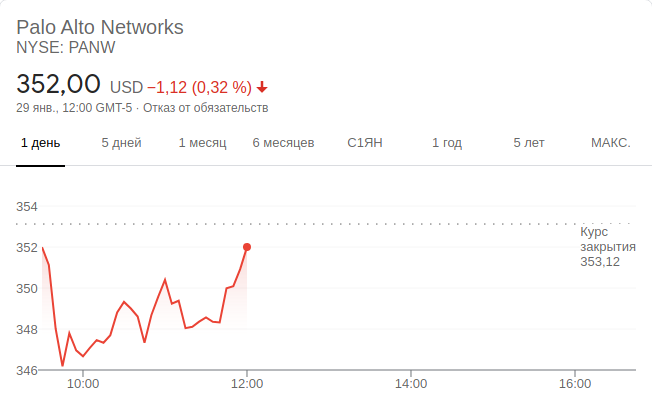 Palo Alto Networks
NYSE: PANW
352,00 USD −1,12 (0,32 %)
29 янв., 12:00 GMT-5 · Отказ от обязательств
1 день 5 дней 1 месяц 6 месяцев С1ЯН 1 год 5 лет МАКС.
354
Курс
закрытия
353,12
352
350
348
346
10:00 12:00 14:00 16:00